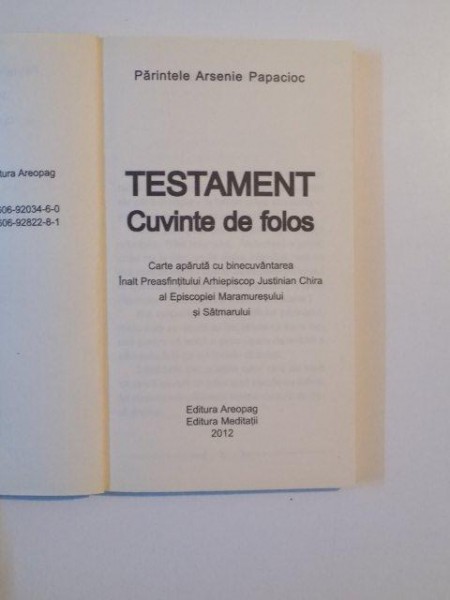 tura Areopag
606-92034-6-0
606-92822-8-1
Părintele Arsenie Papacioc
TESTAMENT
Cuvinte de folos
Carte apărută cu binecuvântarea
Înalt Preasfințitului Arhiepiscop Justinian Chira
al Episcopiei Maramureșului
și Sătmarului
Editura Areopag
Editura Meditații
2012